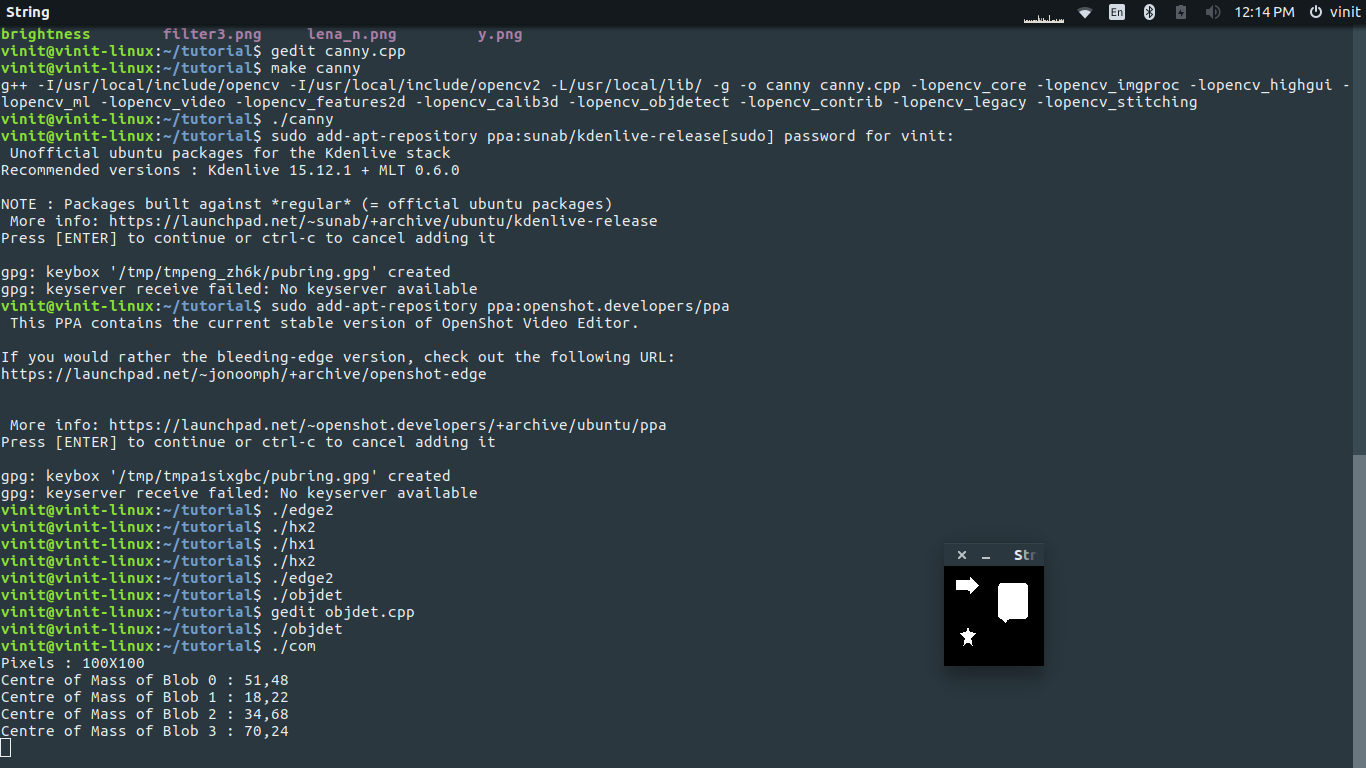 String
En
12:14 PM
vinit
brightness filter3.png lena_n.png y.png
vinit@vinit-linux:~/tutorial$ gedit canny.cpp
vinit@vinit-linux:~/tutorial$ make canny
g++ -I/usr/local/include/opencv -I/usr/local/include/opencv2 -L/usr/local/lib/ -g -o canny canny.cpp -lopencv_core -lopencv_imgproc -lopencv_highgui -
lopencv_ml -lopencv_video -lopencv_features2d -lopencv_calib3d -lopencv_objdetect -lopencv_contrib -lopencv_legacy -lopencv_stitching
vinit@vinit-linux:~/tutorial$ ./canny
vinit@vinit-linux:~/tutorial$ sudo add-apt-repository ppa:sunab/kdenlive-release[sudo] password for vinit:
Unofficial ubuntu packages for the Kdenlive stack
Recommended versions : Kdenlive 15.12.1 + MLT 0.6.0
NOTE : Packages built against *regular* (= official ubuntu packages)
More info: https://launchpad.net/~sunab/+archive/ubuntu/kdenlive-release
Press [ENTER] to continue or ctrl-c to cancel adding it
gpg: keybox '/tmp/tmpeng_zh6k/pubring.gpg' created
gpg: keyserver receive failed: No keyserver available
vinit@vinit-linux:~/tutorial$ sudo add-apt-repository ppa:openshot.developers/ppa
This PPA contains the current stable version of OpenShot Video Editor.
If you would rather the bleeding-edge version, check out the following URL:
https://launchpad.net/~jonoomph/+archive/openshot-edge
More info: https://launchpad.net/~openshot.developers/+archive/ubuntu/ppa
Press [ENTER] to continue or ctrl-c to cancel adding it
gpg: keybox '/tmp/tmpa1sixgbc/pubring.gpg' created
gpg: keyserver receive failed: No keyserver available
vinit@vinit-linux:~/tutorial$ ./edge2
vinit@vinit-linux:~/tutorial$ ./hx2
vinit@vinit-linux:~/tutorial$ ./hx1
vinit@vinit-linux:~/tutorial$ ./hx2
vinit@vinit-linux:~/tutorial$ ./edge2
vinit@vinit-linux:~/tutorial$ ./objdet
vinit@vinit-linux:~/tutorial$ gedit objdet.cpp
vinit@vinit-linux:~/tutorial$ ./objdet
vinit@vinit-linux:~/tutorial$ ./com
Pixels : 100X100
Centre of Mass of Blob 0 : 51,48
Centre of Mass of Blob 1 : 18,22
Centre of Mass of Blob 2 : 34,68
Centre of Mass of Blob 3 : 70,24
Str